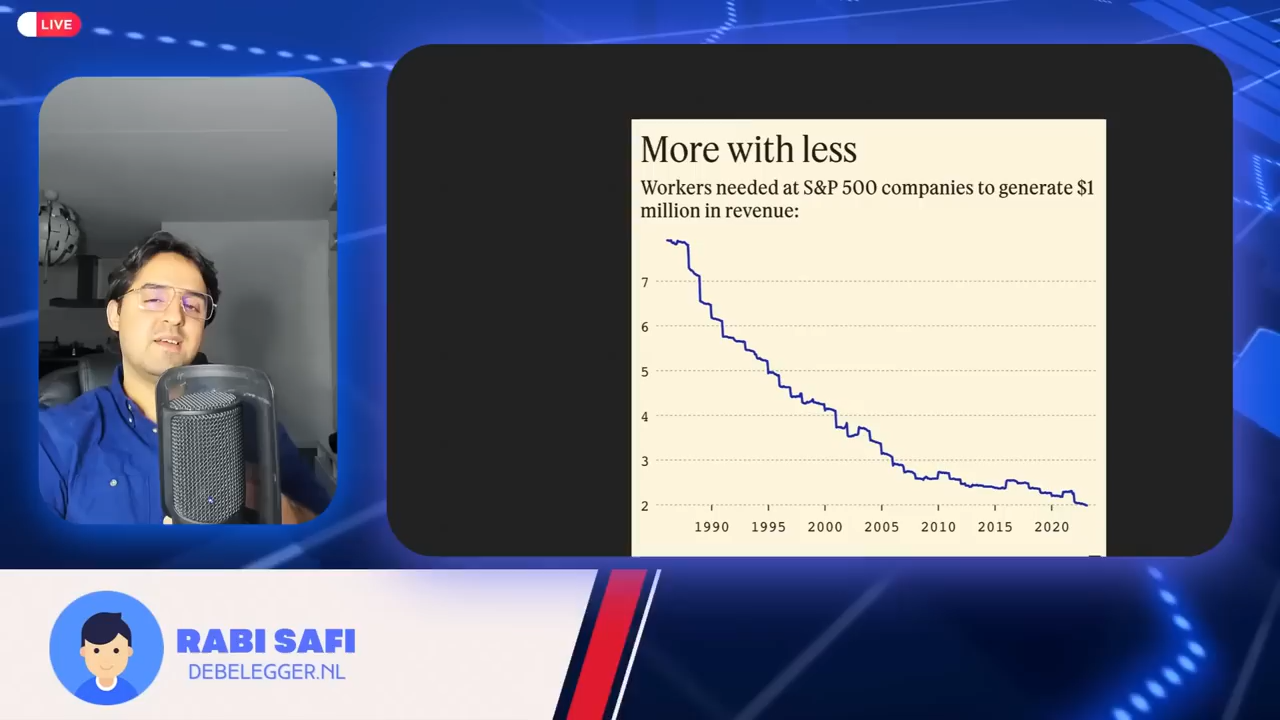 LIVE
More with less
Workers needed at S&P 500 companies to generate $1
million in revenue:
7
6
5
4
3
2
1990 1995 2000 2005 2010 2015 2020
RABI SAFI
DEBELEGGER.NL